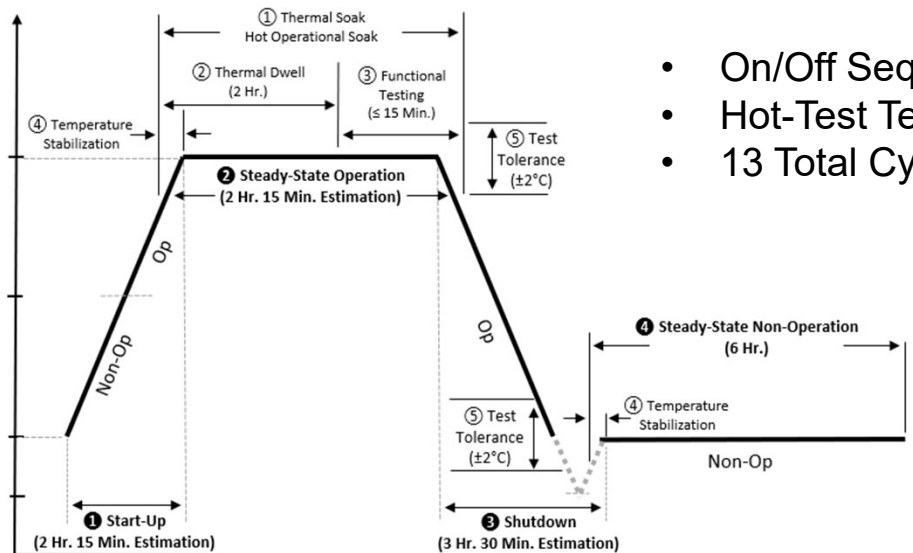 ① Thermal Soak
Hot Operational Soak
② Thermal Dwell
(2 Hr.)
③ Functional
Testing
(≤ 15 Min.)
④ Temperature
Stabilization
⑤ Test
Tolerance
(±2°C)
❷ Steady-State Operation
(2 Hr. 15 Min. Estimation)
Op
Non-Op
Op
❹ Steady-State Non-Operation
(6 Hr.)
⑤ Test
Tolerance
(±2°C)
④ Temperature
Stabilization
Non-Op
❶ Start-Up
(2 Hr. 15 Min. Estimation)
❸ Shutdown
(3 Hr. 30 Min. Estimation)
• On/Off
• Hot-Test
• 13 Total